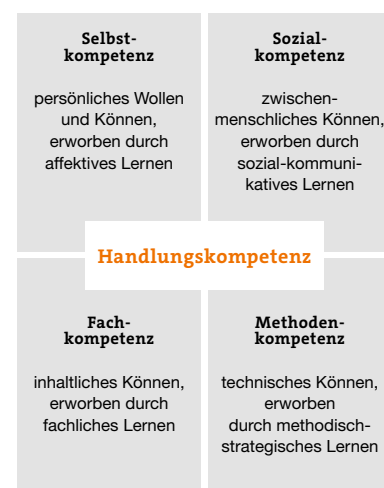 Selbst-
kompetenz
persönliches Wollen
und Können,
erworben durch
affektives Lernen
Sozial-
kompetenz
zwischen-
menschliches Können,
erworben durch
sozial-kommuni-
katives Lernen
Handlungskompetenz
Fach-
kompetenz
inhaltliches Können,
erworben durch
fachliches Lernen
Methoden-
kompetenz
technisches Können,
erworben
durch methodisch-
strategisches Lernen